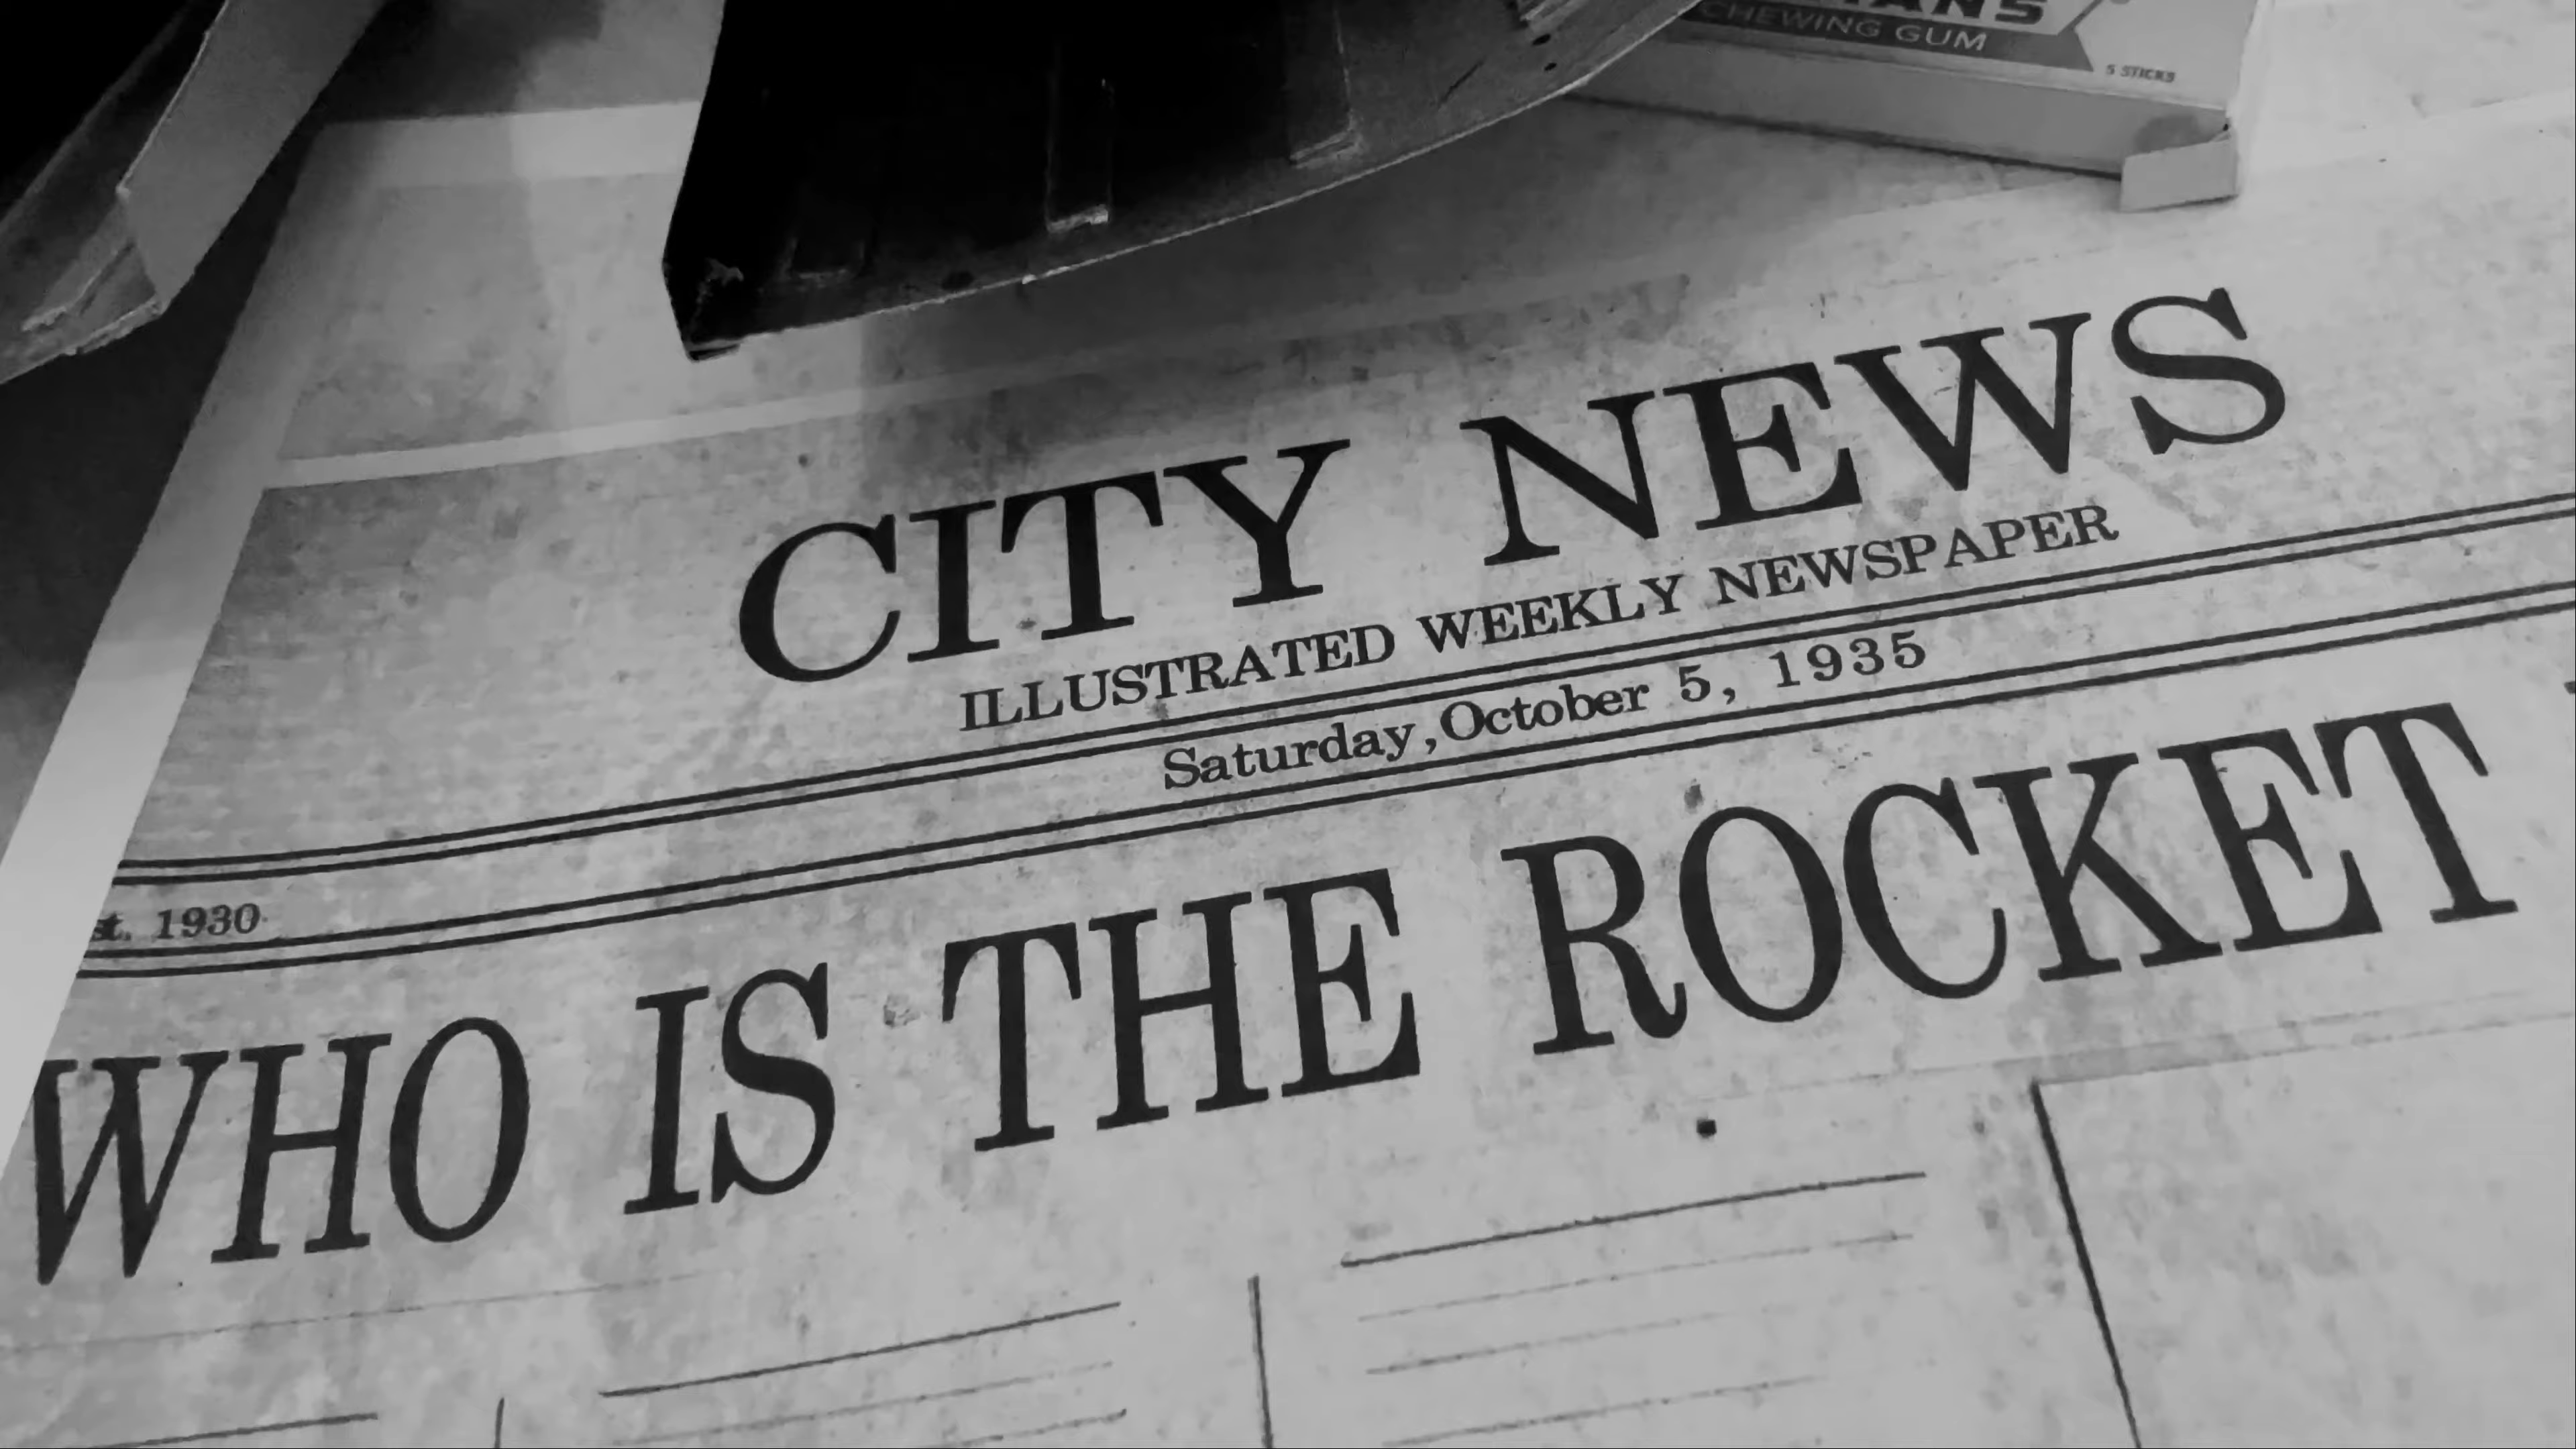 CHEWING GUM
5 STICKS
CITY NEWS
ILLUSTRATED WEEKLY NEWSPAPER
Saturday, October 5, 1935
1930
WHO IS THE ROCKET